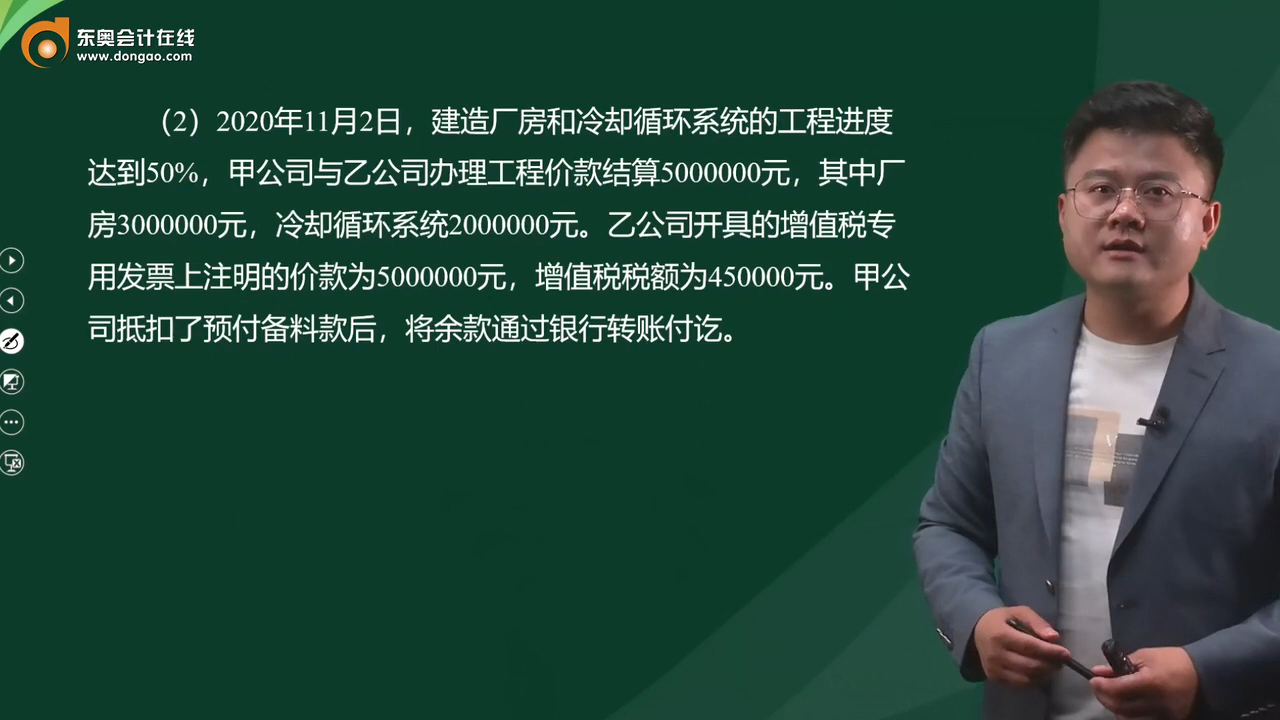 东奥会计在线
www.dongao.com
（2）2020年11月2日，建造厂房和冷却循环系统的工程进度
达到50%，甲公司与乙公司办理工程价款结算5000000元，其中厂
房3000000元，冷却循环系统2000000元。乙公司开具的增值税专
用发票上注明的价款为5000000元，增值税税额为450000元。甲公
司抵扣了预付备料款后，将余款通过银行转账付讫。